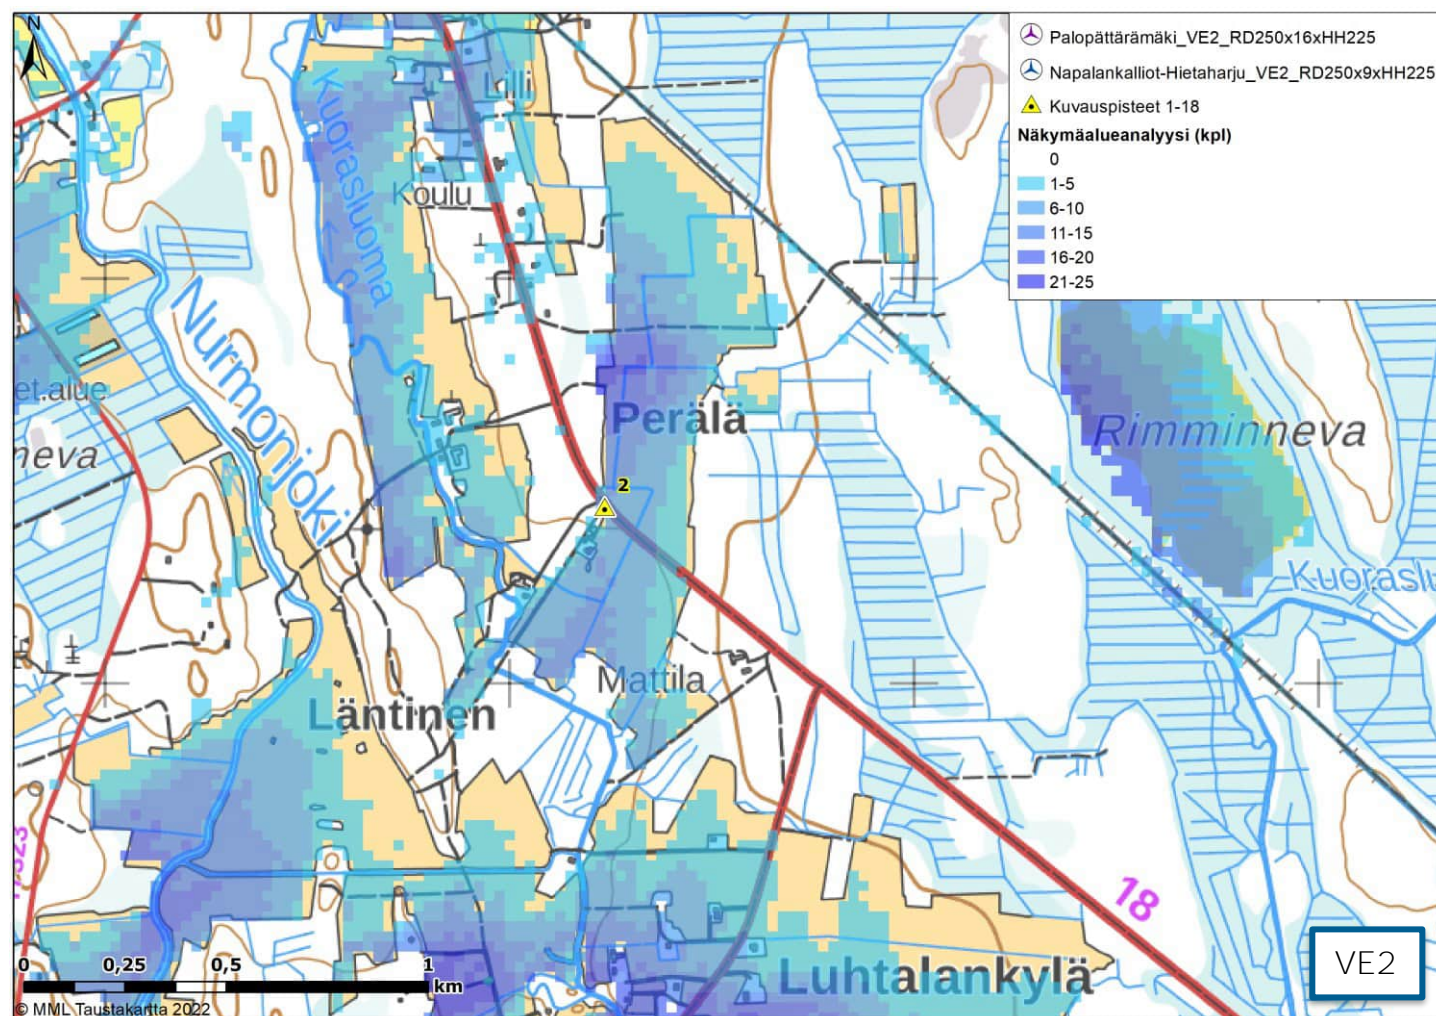 N
Palopättärämäki_VE2_RD250x16xHH225
Napalankalliot-Hietaharju_VE2_RD250x9xHH225
Kuvauspisteet 1-18
Näkymäalueanalyysi (kpl)
0
1-5
6-10
11-15
16-20
21-25
Lilli
Kuorasluoma
Koulu
Nurmonjoki
et.alue
neva
Perälä
Rimminneva
2
Kuoraslu
Mattila
Läntinen
18
Luhtalankylä
VE2
0 0,25 0,5 1
km
© MML Taustakartta 2022